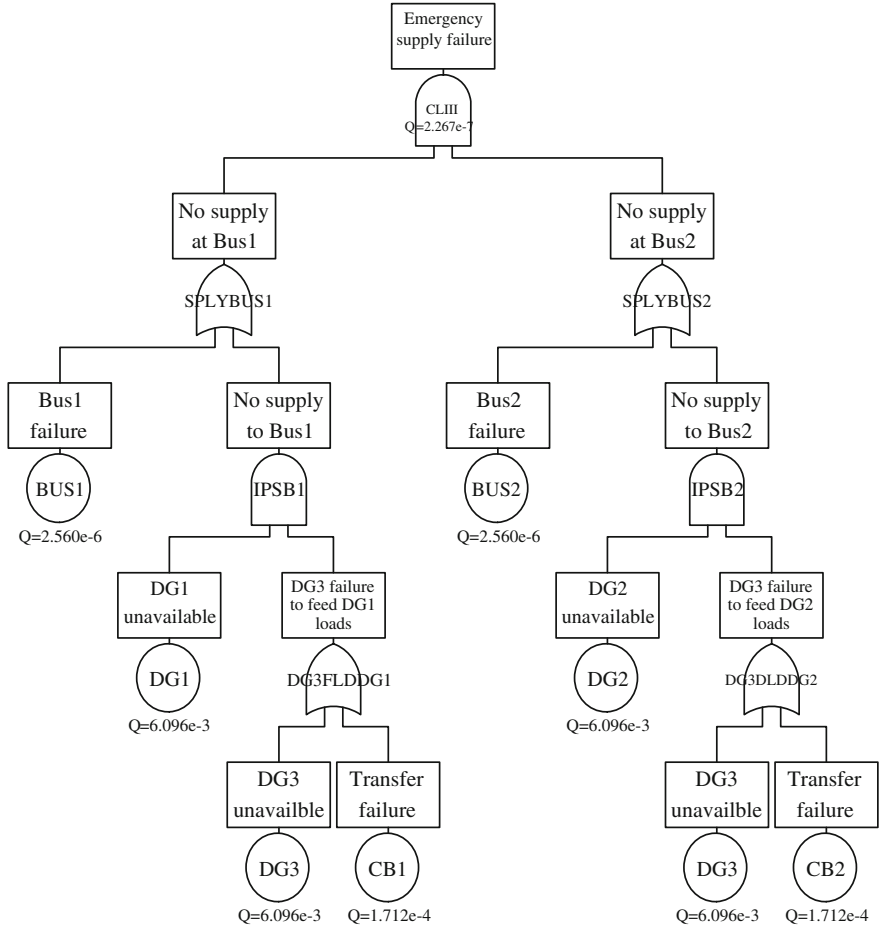 Emergency
supply failure
CLIII
Q=2.267e-7
No supply
at Bus1
No supply
at Bus2
SPLYBUS1
SPLYBUS2
Bus1
failure
No supply
to Bus1
Bus2
failure
No supply
to Bus2
BUS1
IPSB1
BUS2
IPSB2
Q=2.560e-6
Q=2.560e-6
DG1
unavailable
DG3 failure
to feed DG1
loads
DG2
unavailable
DG3 failure
to feed DG2
loads
DG1
DG3FLDDG1
DG2
DG3DLDDG2
Q=6.096e-3
Q=6.096e-3
DG3
unavailble
Transfer
failure
DG3
unavailble
Transfer
failure
DG3
CB1
DG3
CB2
Q=6.096e-3
Q=1.712e-4
Q=6.096e-3
Q=1.712e-4